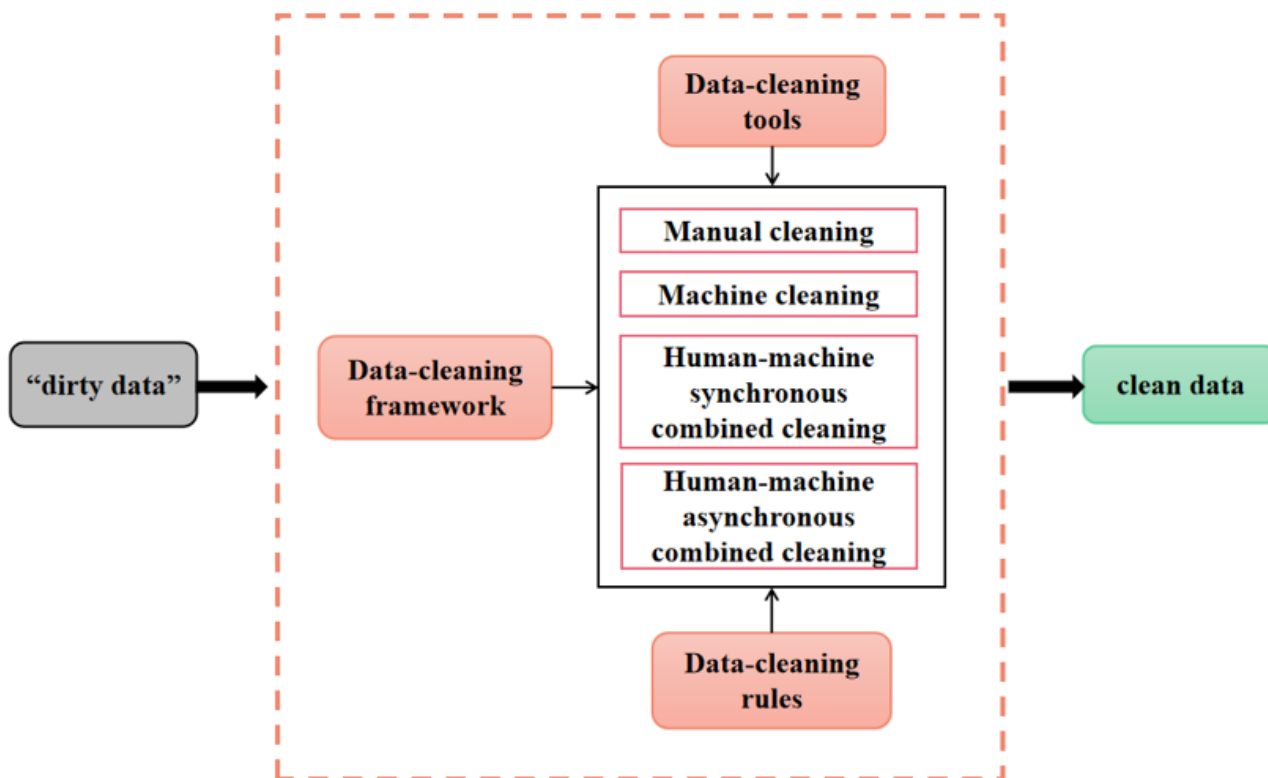 Data-cleaning
tools
Manual cleaning
Machine cleaning
“dirty data”
Data-cleaning
framework
Human-machine
synchronous
combined cleaning
clean data
Human-machine
asynchronous
combined cleaning
Data-cleaning
rules